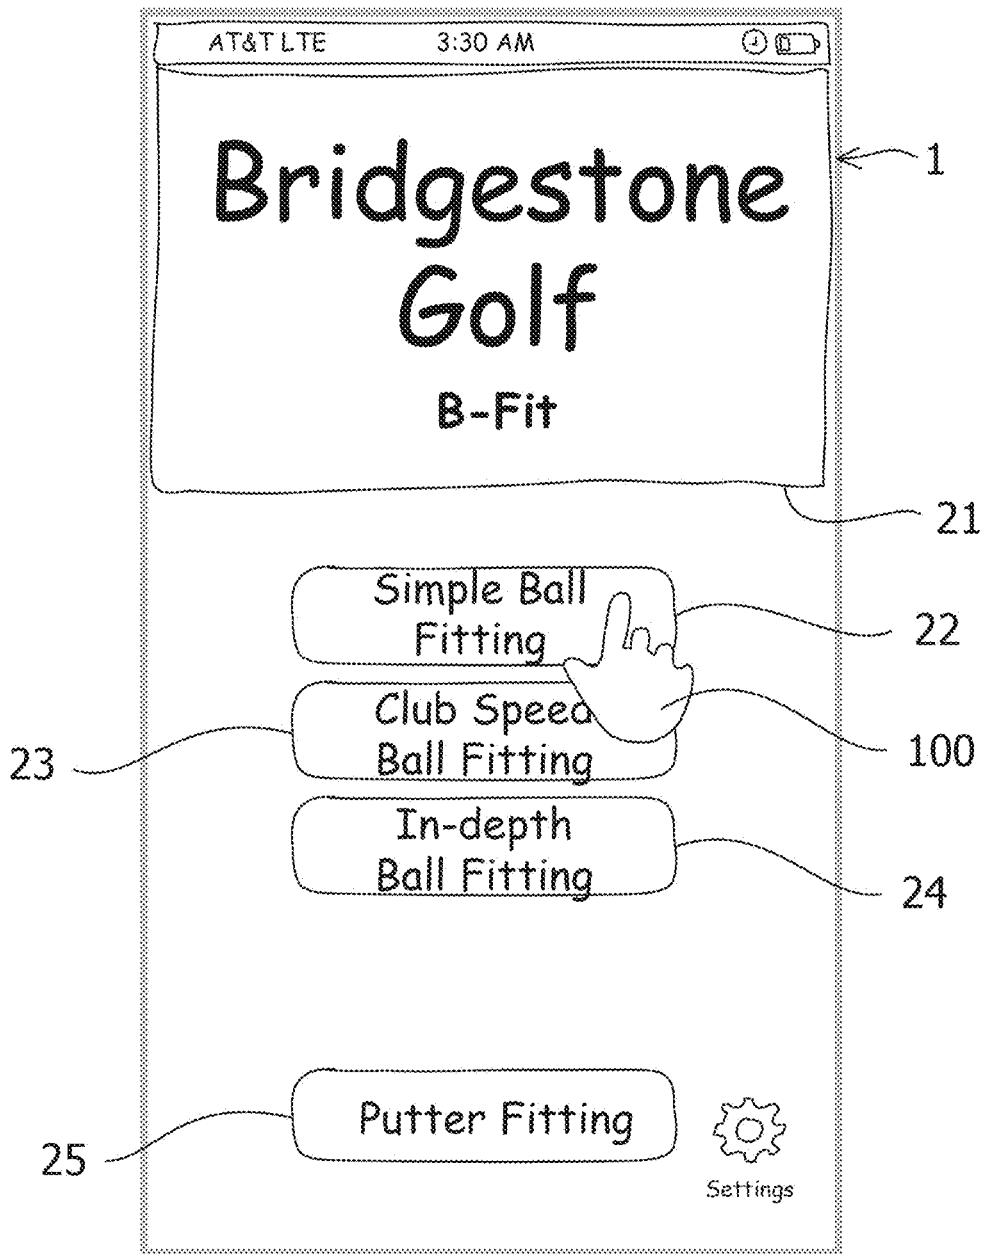 AT&T LTE 3:30 AM
Bridgestone
Golf
B-Fit
1
21
Simple Ball
Fitting
22
Club Speed
Ball Fitting
100
23
In-depth
Ball Fitting
24
Putter Fitting
25
Settings